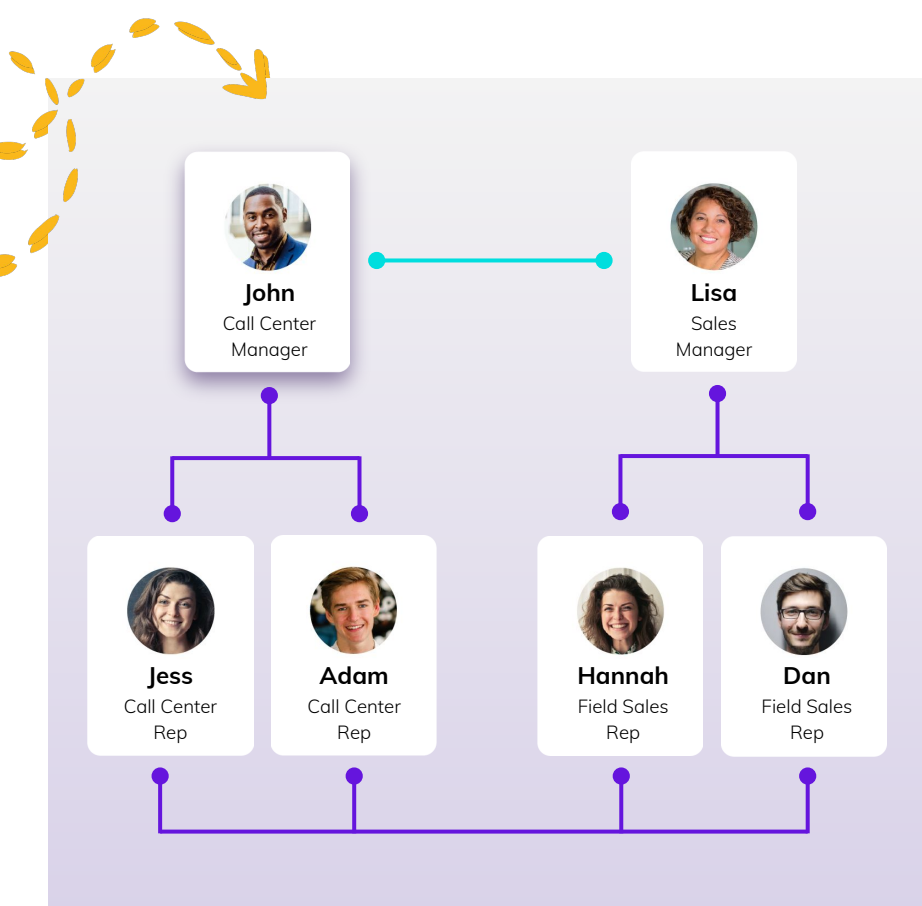 John
Call Center
Manager
Lisa
Sales
Manager
Jess
Call Center
Rep
Adam
Call Center
Rep
Hannah
Field Sales
Rep
Dan
Field Sales
Rep